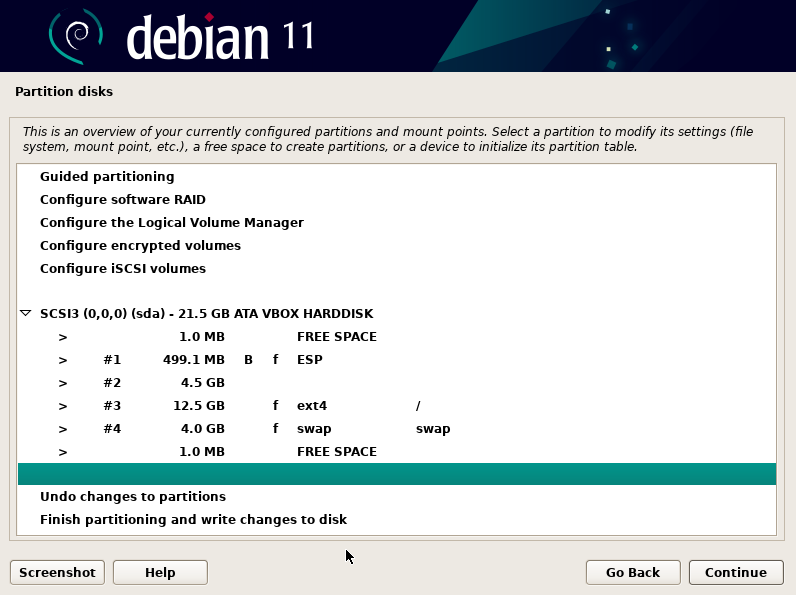 debian 11
Partition disks
This is an overview of your currently configured partitions and mount points. Select a partition to modify its settings (file
system, mount point, etc.), a free space to create partitions, or a device to initialize its partition table.
Guided partitioning
Configure software RAID
Configure the Logical Volume Manager
Configure encrypted volumes
Configure iSCSI volumes
SCSI3 (0,0,0) (sda) - 21.5 GB ATA VBOX HARDDISK
> 1.0 MB FREE SPACE
> #1 499.1 MB B f ESP
> #2 4.5 GB
> #3 12.5 GB f ext4 /
> #4 4.0 GB f swap swap
> 1.0 MB FREE SPACE
Undo changes to partitions
Finish partitioning and write changes to disk
Screenshot Help Go Back Continue